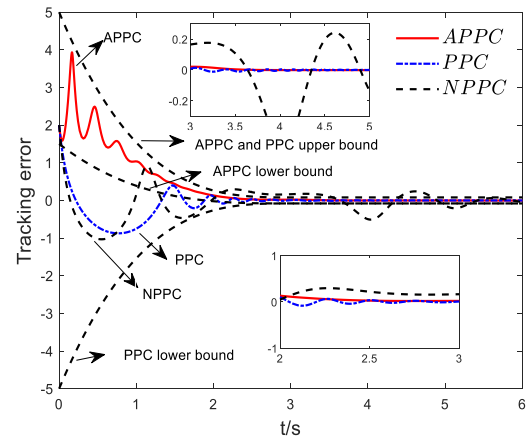 5
4
3
2
1
0
-1
-2
-3
-4
-5
Tracking error
0 1 2 3 4 5 6
t/s
APPC
APPC and PPC upper bound
APPC lower bound
PPC
NPPC
PPC lower bound
0.2
0
-0.2
3 3.5 4 4.5 5
APPC
PPC
NPPC
1
0
-1
2 2.5 3